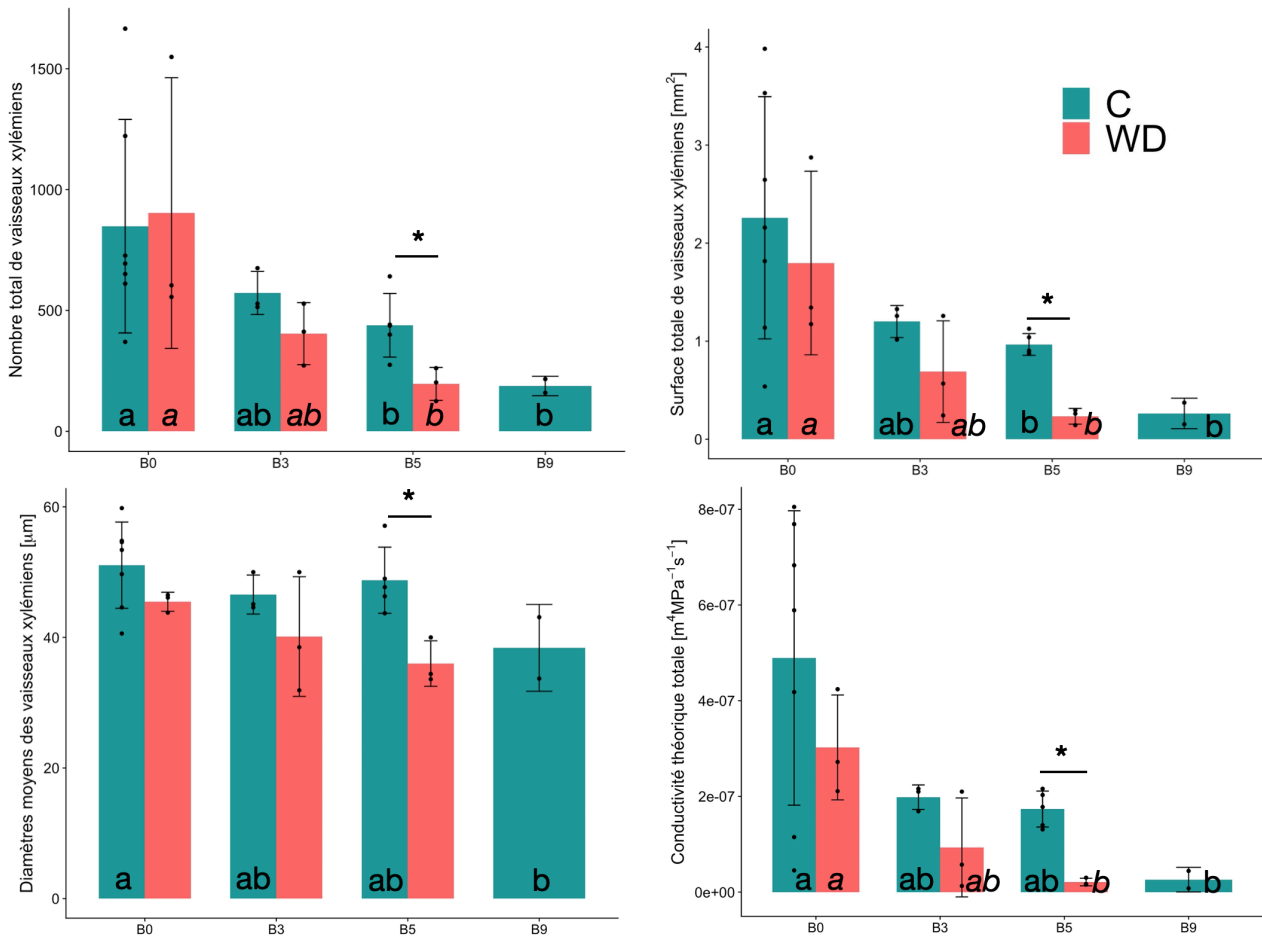 Nombre total de vaisseaux xylémiens
1500
1000
500
0
*
a
a
ab
ab
b
b
b
B0
B3
B5
B9
Surface totale de vaisseaux xylémiens [mm²]
4
3
2
1
0
C
WD
*
a
a
ab
ab
b
b
b
B0
B3
B5
B9
Diamètres moyens des vaisseaux xylémiens [µm]
60
40
20
0
*
a
ab
ab
b
B0
B3
B5
B9
Conductivité théorique totale [m⁴MPa⁻¹s⁻¹]
8e-07
6e-07
4e-07
2e-07
0e+00
*
a
a
ab
ab
ab
b
b
B0
B3
B5
B9